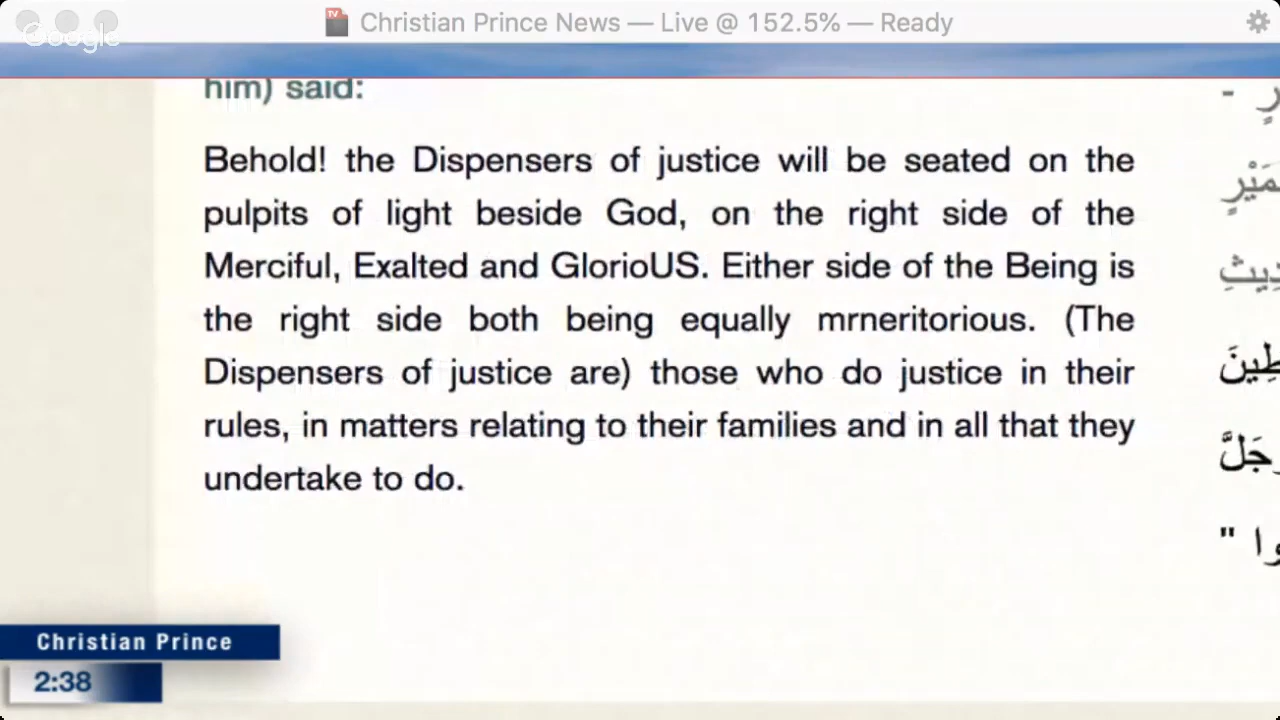 Christian Prince News — Live @ 152.5% — Ready
Google
him) said:
Behold! the Dispensers of justice will be seated on the
pulpits of light beside God, on the right side of the
Merciful, Exalted and GlorioUS. Either side of the Being is
the right side both being equally mrneritorious. (The
Dispensers of justice are) those who do justice in their
rules, in matters relating to their families and in all that they
undertake to do.
Christian Prince
2:38